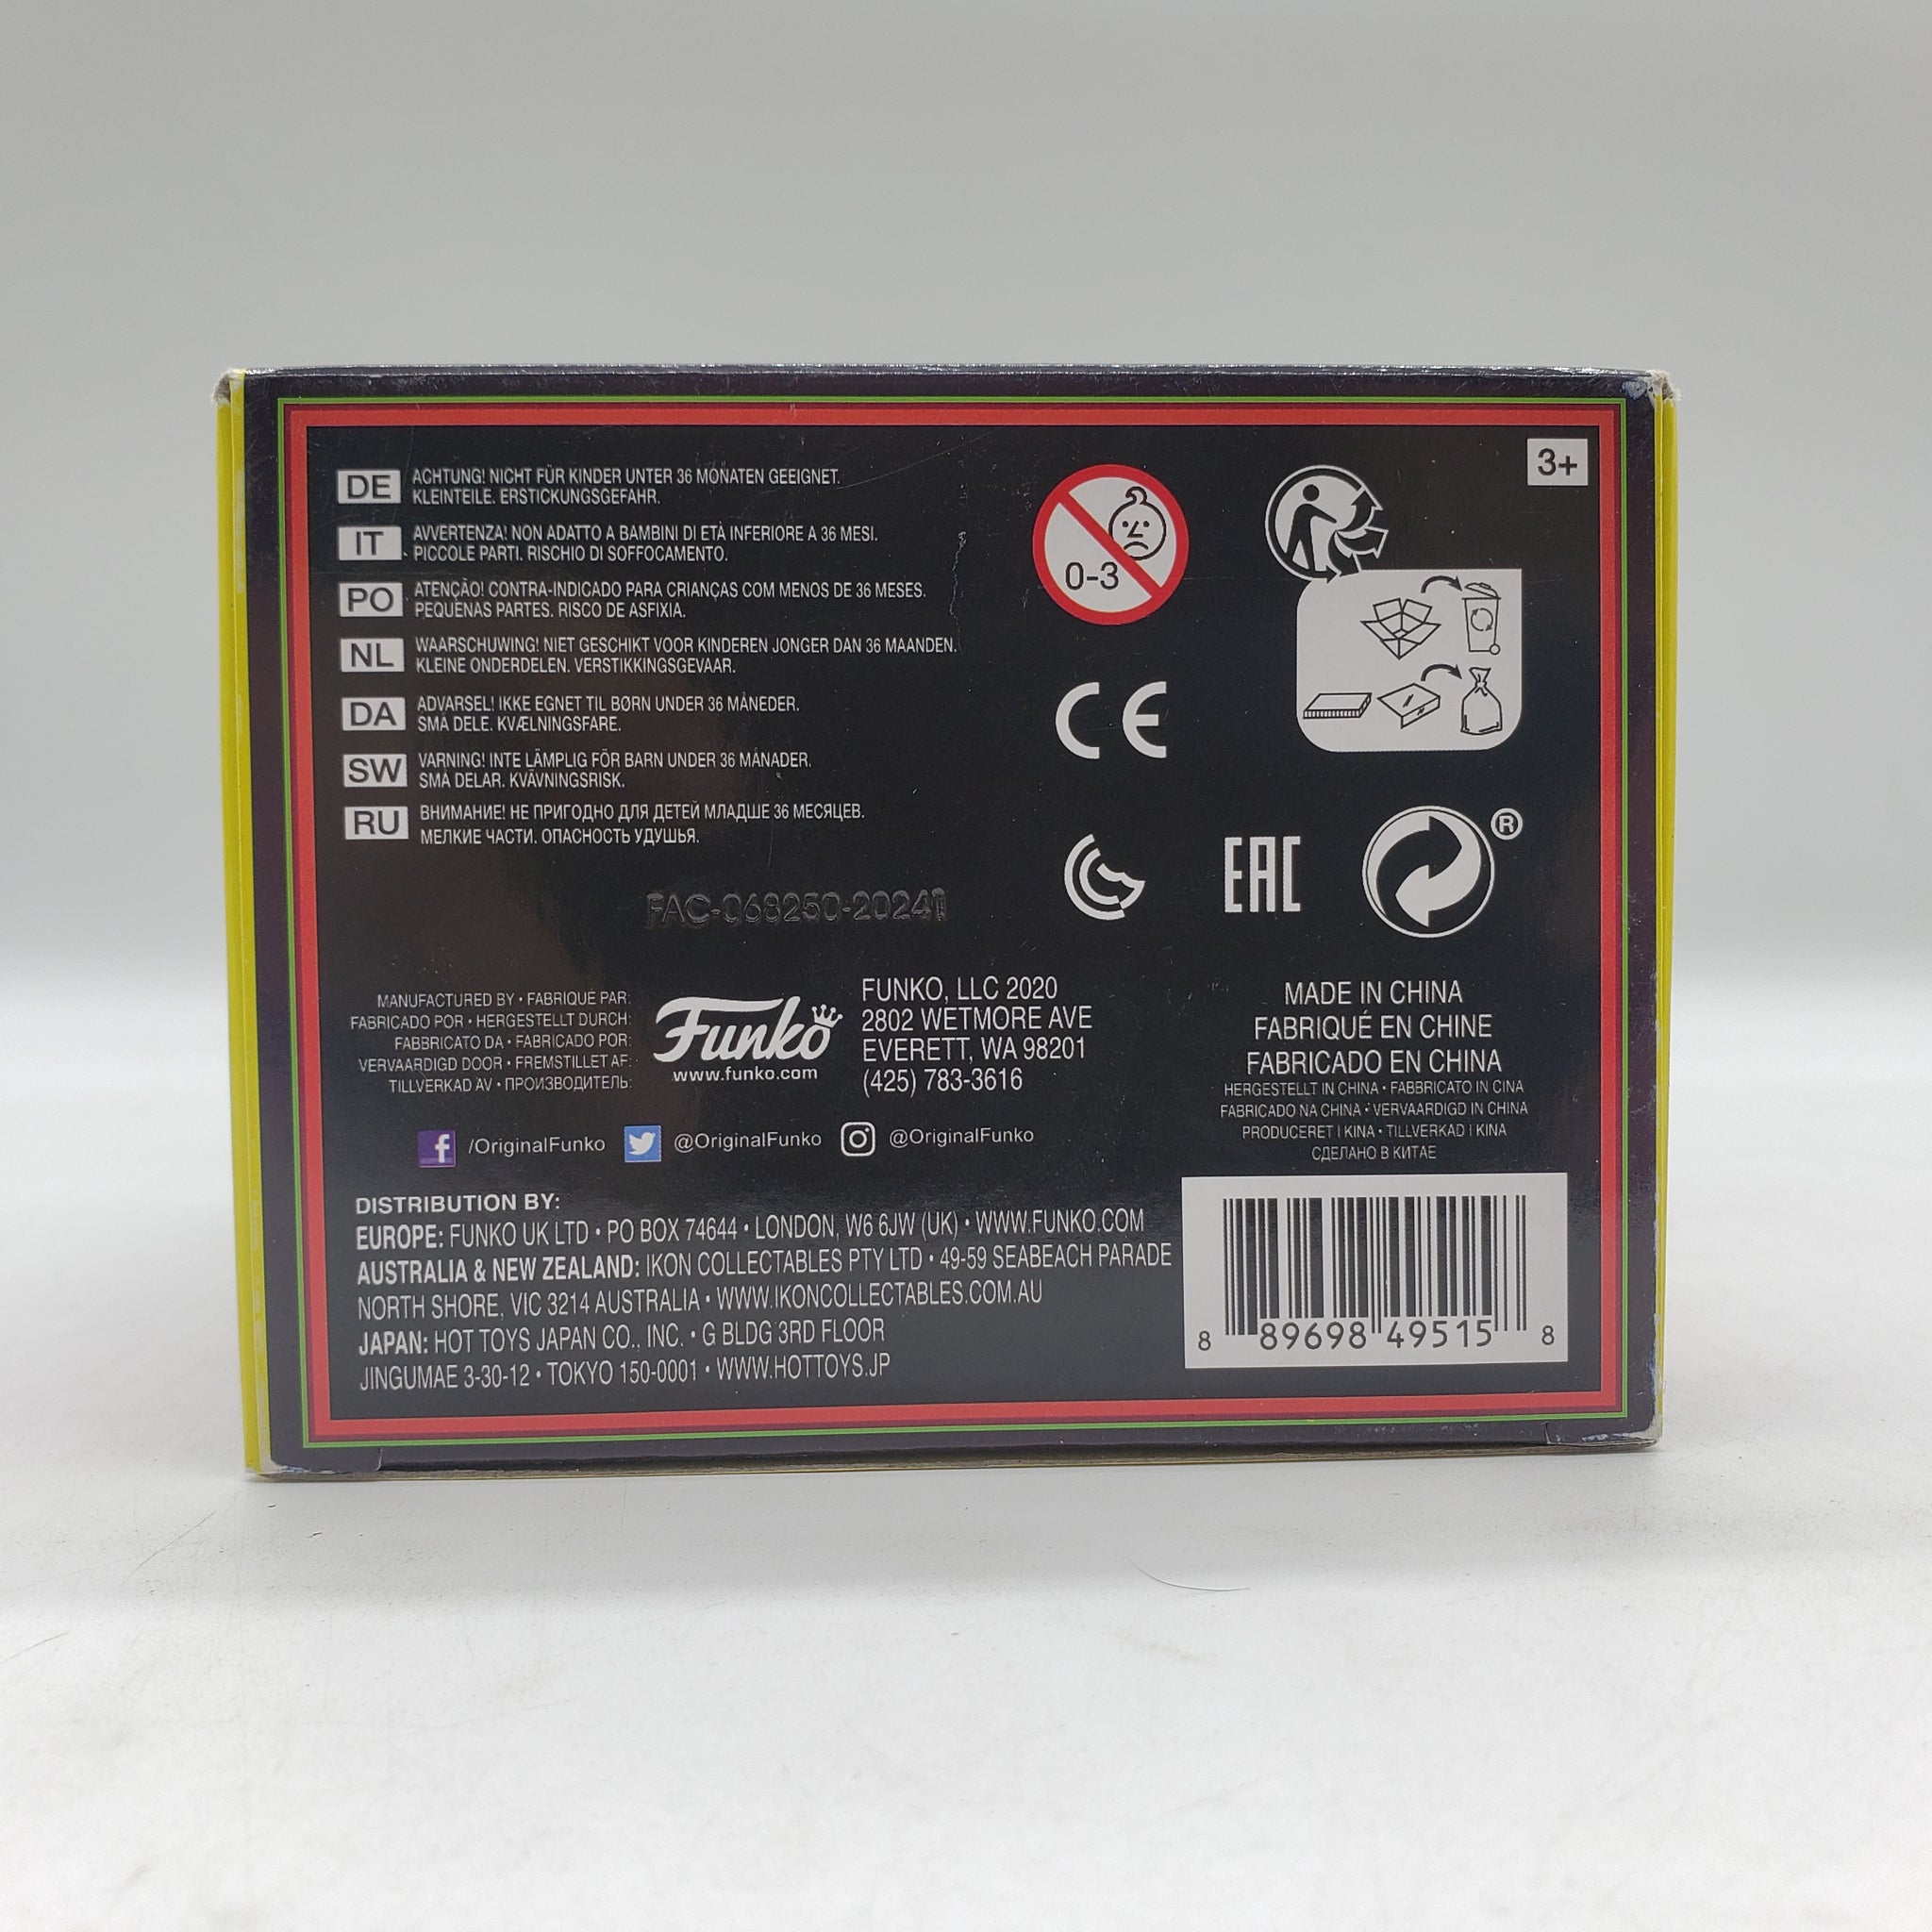 3+
DE
ACHTUNG! NICHT FÜR KINDER UNTER 36 MONATEN GEEIGNET.
KLEINTEILE. ERSTICKUNGSGEFAHR.
IT
AVVERTENZA! NON ADATTO A BAMBINI DI ETÀ INFERIORE A 36 MESI.
PICCOLE PARTI. RISCHIO DI SOFFOCAMENTO.
PO
ATENÇÃO! CONTRA-INDICADO PARA CRIANÇAS COM MENOS DE 36 MESES.
PEQUENAS PARTES. RISCO DE ASFIXIA.
NL
WAARSCHUWING! NIET GESCHIKT VOOR KINDEREN JONGER DAN 36 MAANDEN.
KLEINE ONDERDELEN. VERSTIKKINGSGEVAAR.
DA
ADVARSEL! IKKE EGNET TIL BØRN UNDER 36 MÅNEDER.
SMÅ DELE. KVÆLNINGSFARE.
SW
VARNING! INTE LÄMPLIG FÖR BARN UNDER 36 MÅNADER.
SMÅ DELAR. KVÄVNINGSRISK.
RU
ВНИМАНИЕ! НЕ ПРИГОДНО ДЛЯ ДЕТЕЙ МЛАДШЕ 36 МЕСЯЦЕВ.
МЕЛКИЕ ЧАСТИ. ОПАСНОСТЬ УДУШЬЯ.
0-3
CE
EAC
®
FAC-068250-20241
MANUFACTURED BY • FABRIQUÉ PAR:
FABRICADO POR • HERGESTELLT DURCH:
FABBRICATO DA • FABRICADO POR:
VERVAARDIGD DOOR • FREMSTILLET AF:
TILLVERKAD AV • ПРОИЗВОДИТЕЛЬ:
Funko
www.funko.com
FUNKO, LLC 2020
2802 WETMORE AVE
EVERETT, WA 98201
(425) 783-3616
MADE IN CHINA
FABRIQUÉ EN CHINE
FABRICADO EN CHINA
HERGESTELLT IN CHINA • FABBRICATO IN CINA
FABRICADO NA CHINA • VERVAARDIGD IN CHINA
PRODUCERET I KINA • TILLVERKAD I KINA
СДЕЛАНО В КИТАЕ
/OriginalFunko @OriginalFunko @OriginalFunko
DISTRIBUTION BY:
EUROPE: FUNKO UK LTD • PO BOX 74644 • LONDON, W6 6JW (UK) • WWW.FUNKO.COM
AUSTRALIA & NEW ZEALAND: IKON COLLECTABLES PTY LTD • 49-59 SEABEACH PARADE
NORTH SHORE, VIC 3214 AUSTRALIA • WWW.IKONCOLLECTABLES.COM.AU
JAPAN: HOT TOYS JAPAN CO., INC. • G BLDG 3RD FLOOR
JINGUMAE 3-30-12 • TOKYO 150-0001 • WWW.HOTTOYS.JP
8 89698 49515 8